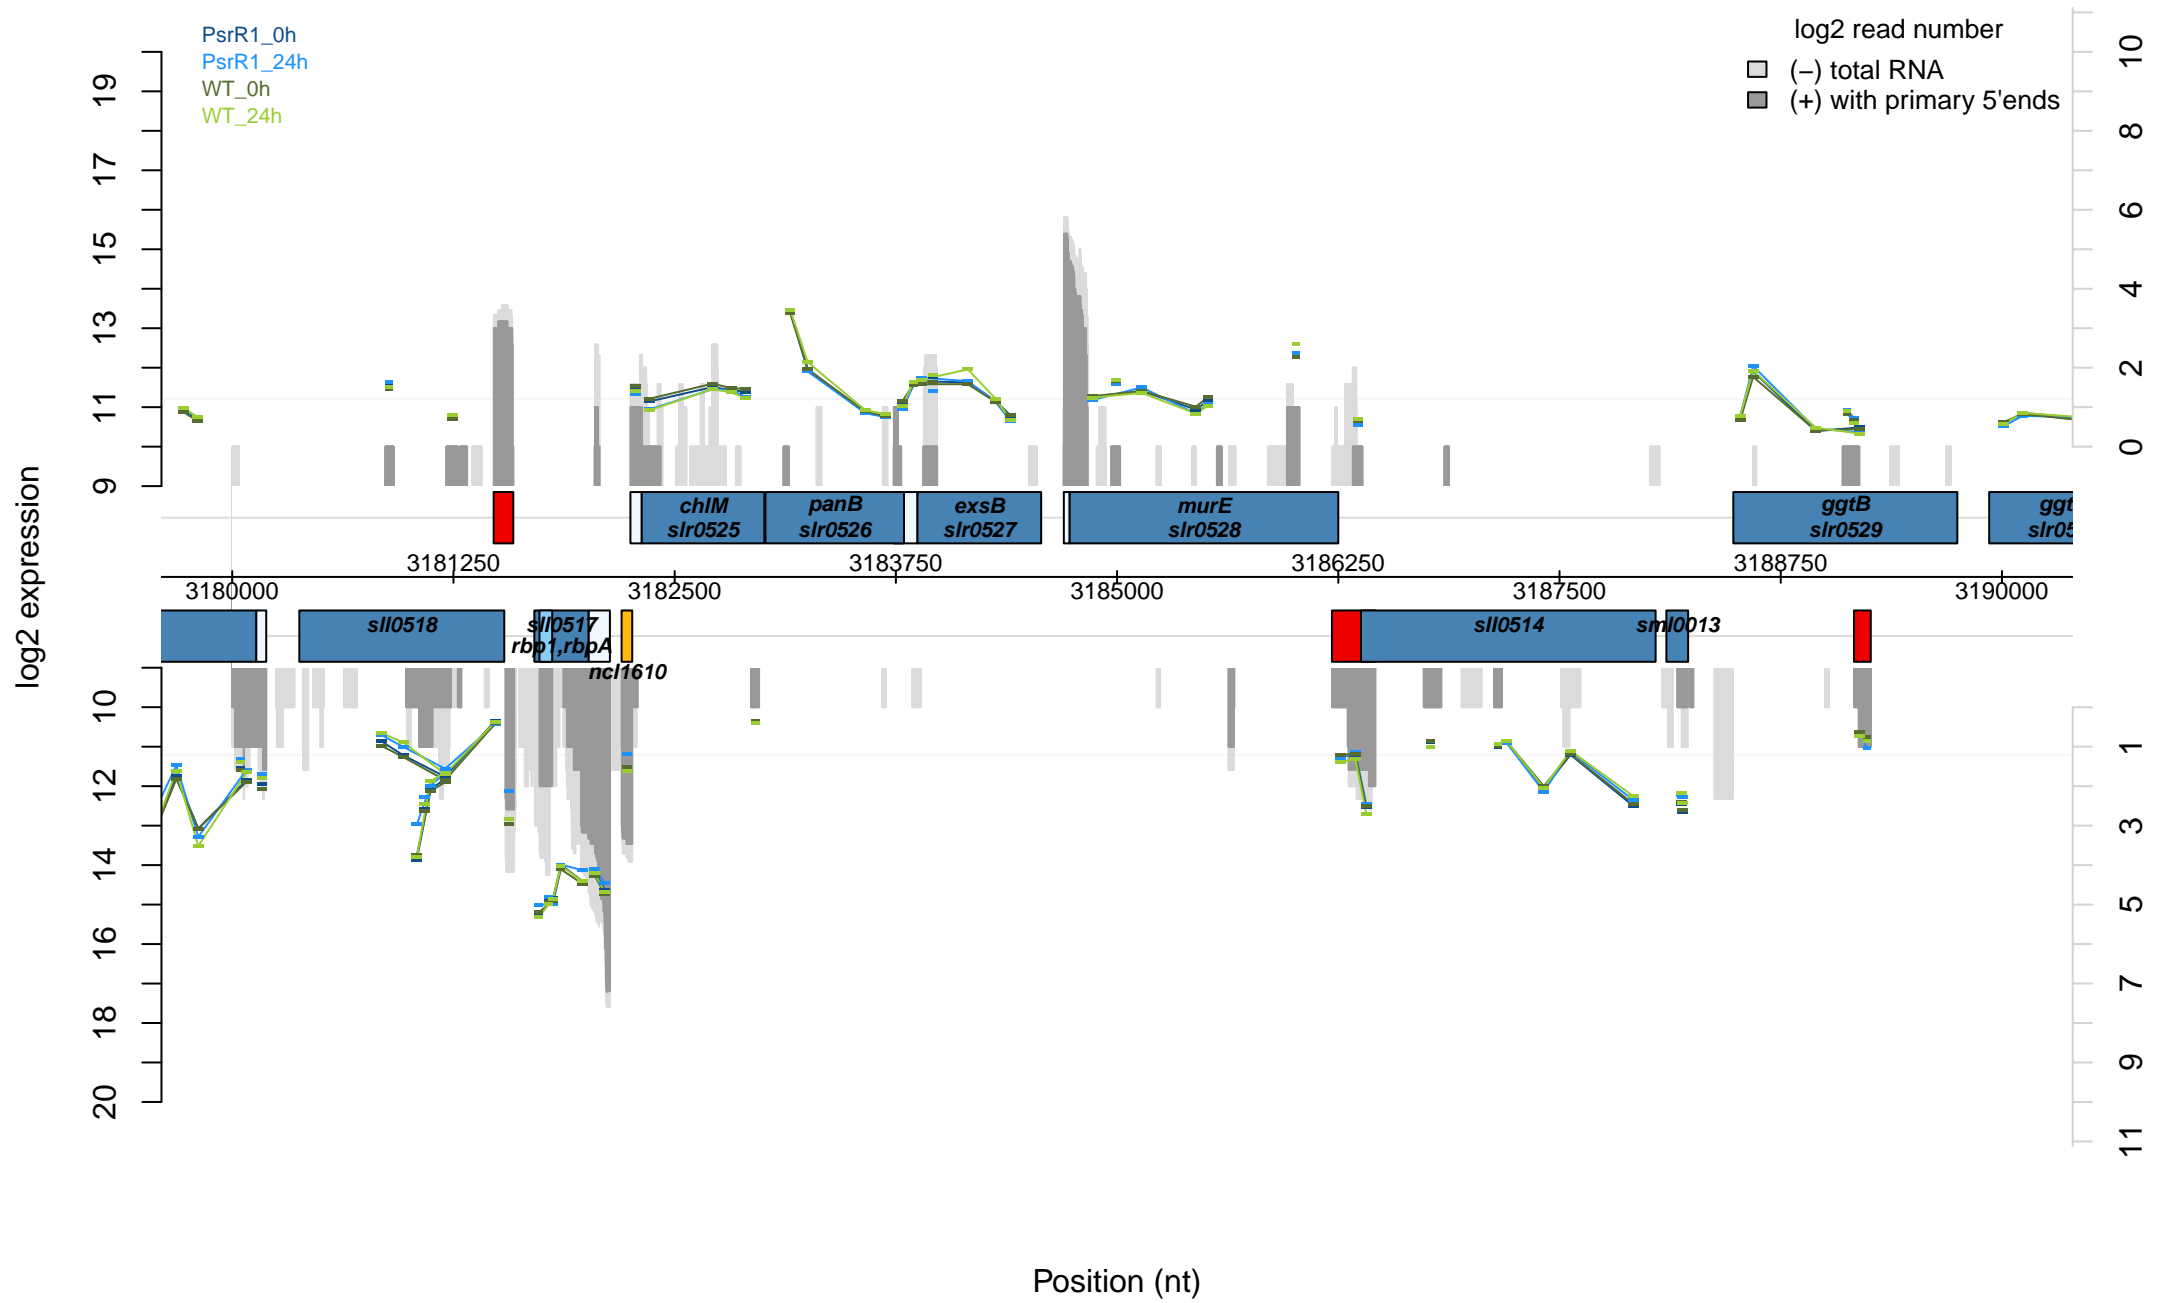 PsrR1_0h
PsrR1_24h
WT_0h
WT_24h
log2 read number
(−) total RNA
(+) with primary 5'ends
19
17
15
13
11
9
10
8
6
4
2
0
log2 expression
chlM
slr0525
panB
slr0526
exsB
slr0527
murE
slr0528
ggtB
slr0529
ggt
slr05
3181250
3183750
3186250
3188750
3180000
3182500
3185000
3187500
3190000
sll0518
sll0517
rbp1,rbpA
ncl1610
sll0514
sml0013
10
12
14
16
18
20
1
3
5
7
9
11
Position (nt)